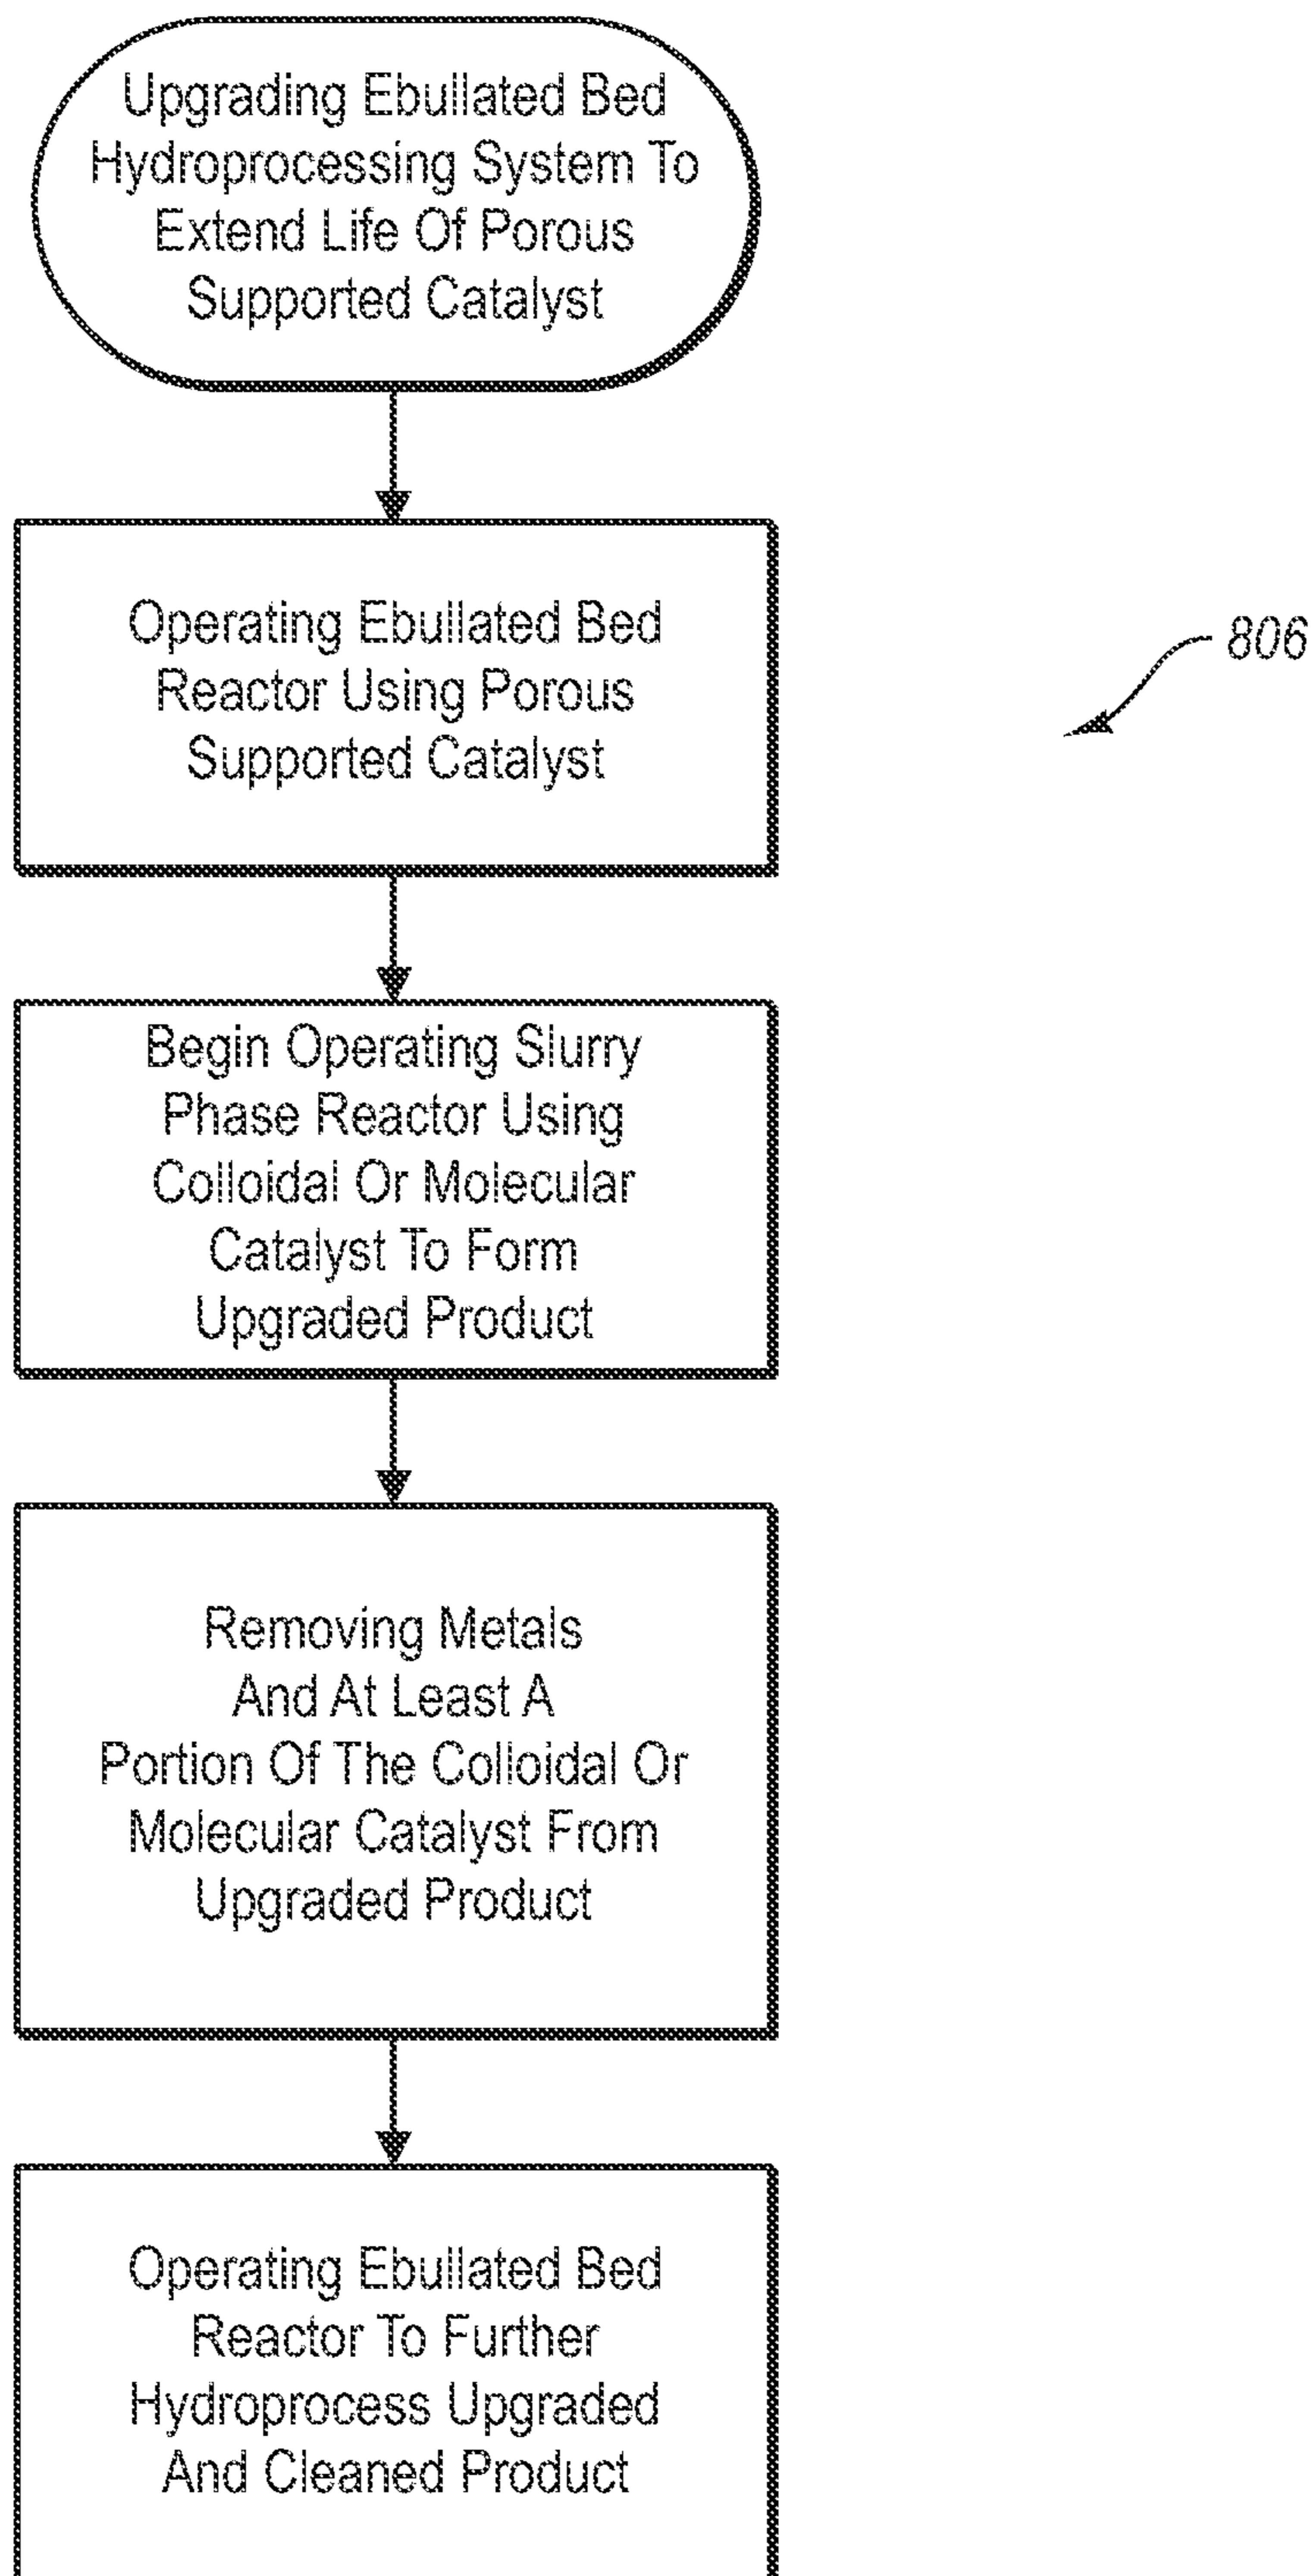 Upgrading Ebullated Bed
Hydroprocessing System To
Extend Life Of Porous
Supported Catalyst
Operating Ebullated Bed
Reactor Using Porous
Supported Catalyst
806
Begin Operating Slurry
Phase Reactor Using
Colloidal Or Molecular
Catalyst To Form
Upgraded Product
Removing Metals
And At Least A
Portion Of The Colloidal Or
Molecular Catalyst From
Upgraded Product
Operating Ebullated Bed
Reactor To Further
Hydroprocess Upgraded
And Cleaned Product